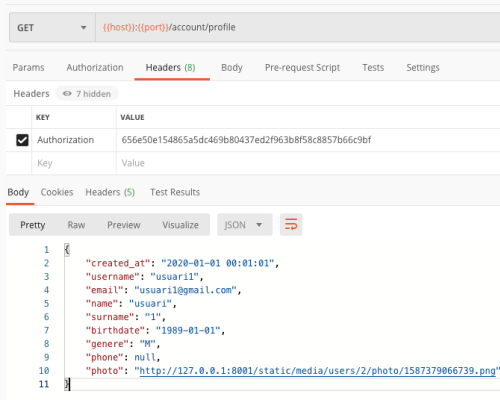 GET {{host}}:{{port}}/account/profile
Params Authorization Headers (8) Body Pre-request Script Tests Settings
Headers 7 hidden
KEY VALUE
Authorization 656e50e154865a5dc469b80437ed2f963b8f58c8857b66c9bf
Key Value
Body Cookies Headers (5) Test Results
Pretty Raw Preview Visualize JSON
1 {
2 "created_at": "2020-01-01 00:01:01",
3 "username": "usuari1",
4 "email": "usuari1@gmail.com",
5 "name": "usuari",
6 "surname": "1",
7 "birthdate": "1989-01-01",
8 "genere": "M",
9 "phone": null,
10 "photo": "http://127.0.0.1:8001/static/media/users/2/photo/1587379066739.png"
11 }